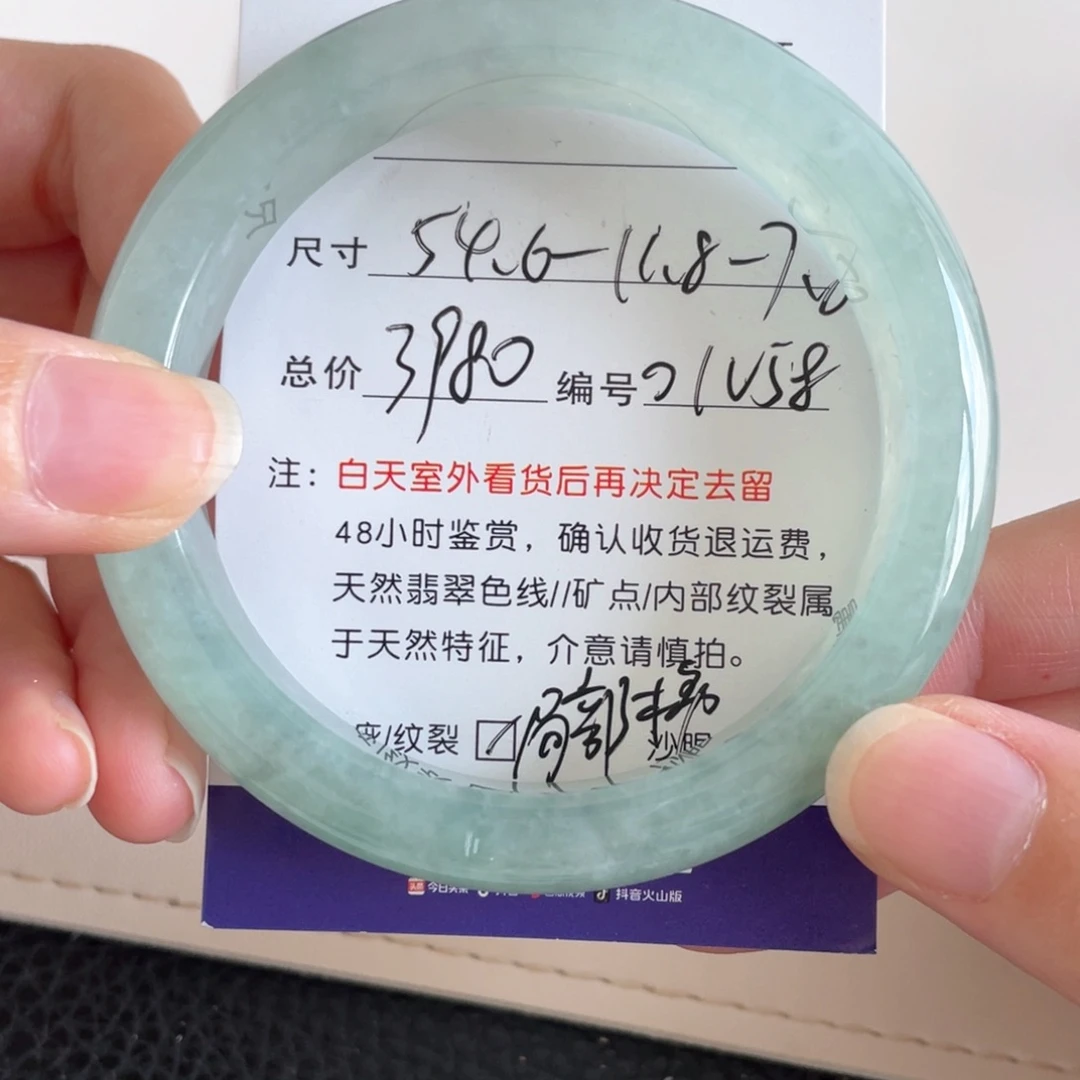 尺寸 54.6-11.8-7.8
总价 3980 编号 21V58
注：白天室外看货后再决定去留
48小时鉴赏，确认收货退运费，
天然翡翠色线//矿点/内部纹裂属
于天然特征，介意请慎拍。
/纹裂 局部棉
今日头条 抖音火山版